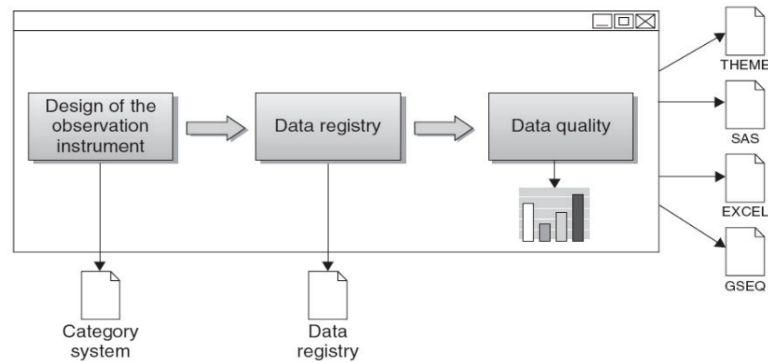 Design of the
observation
instrument
Data registry
Data quality
THEME
SAS
EXCEL
GSEQ
Category
system
Data
registry